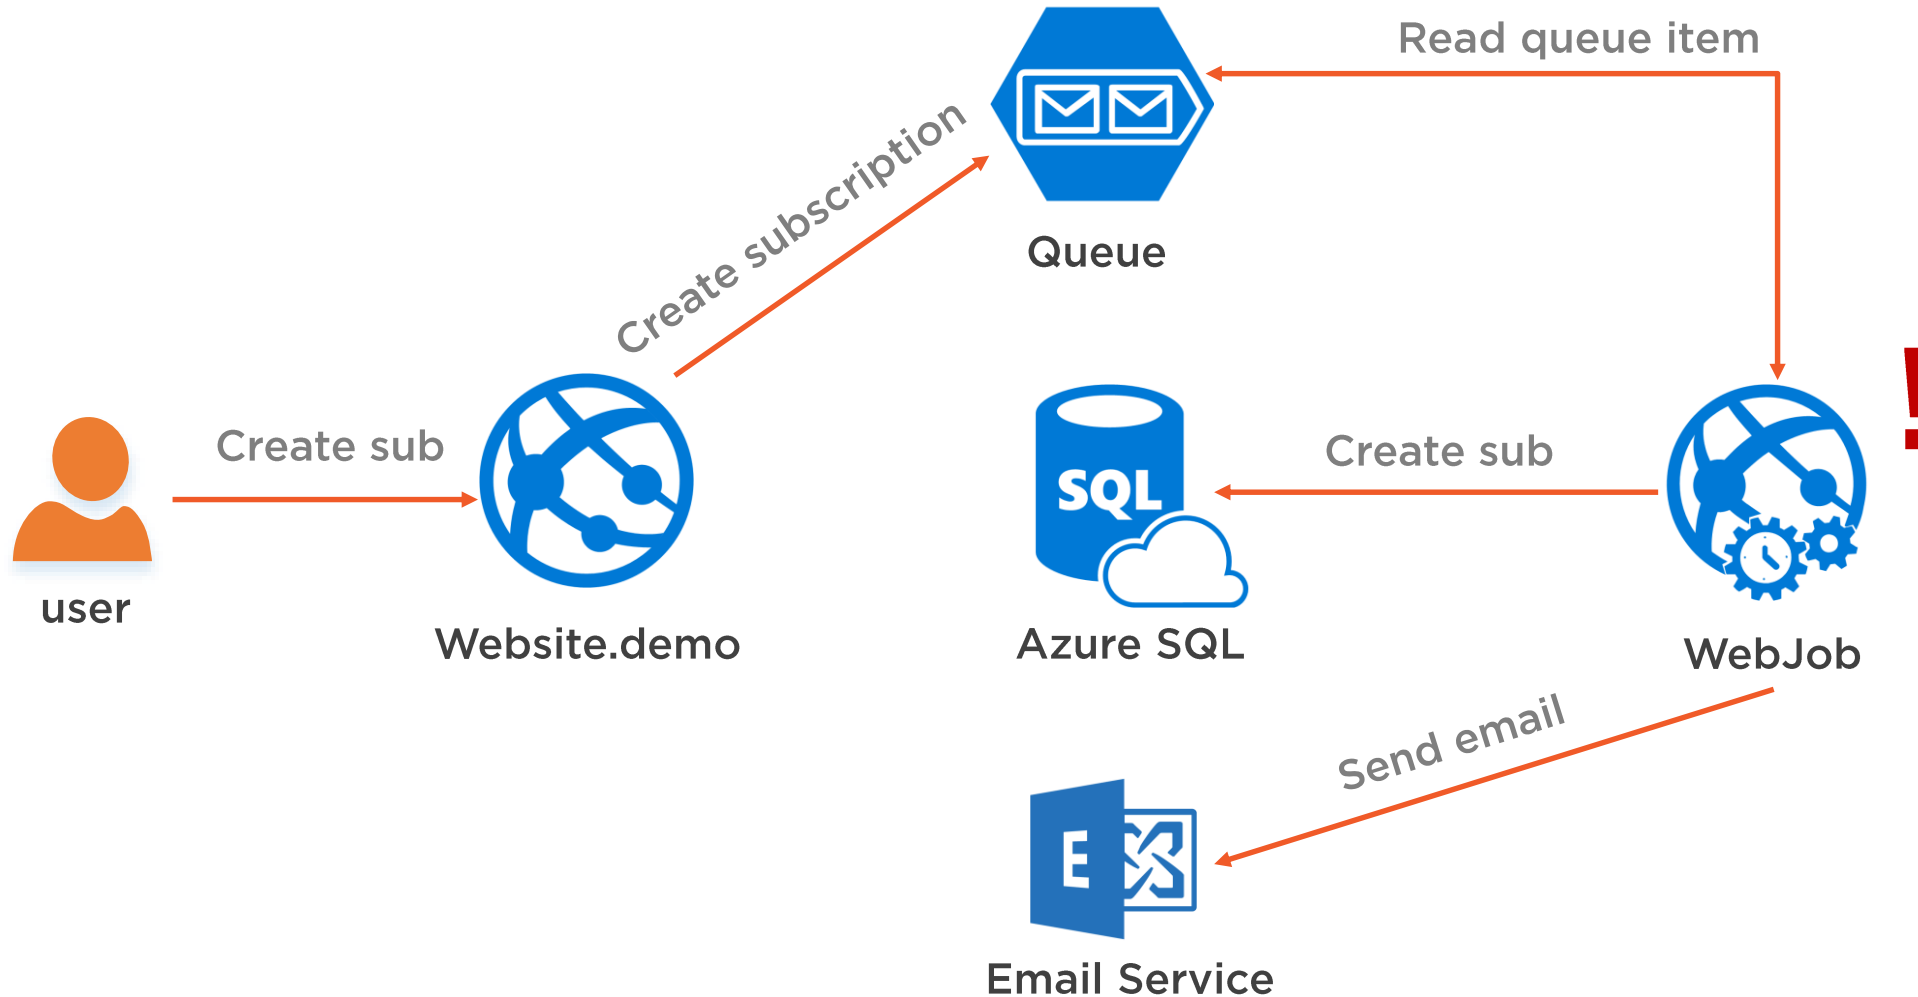 Read queue item
Create subscription
Queue
Create sub
user
Website.demo
SQL
Azure SQL
Create sub
!
WebJob
Send email
E
Email Service